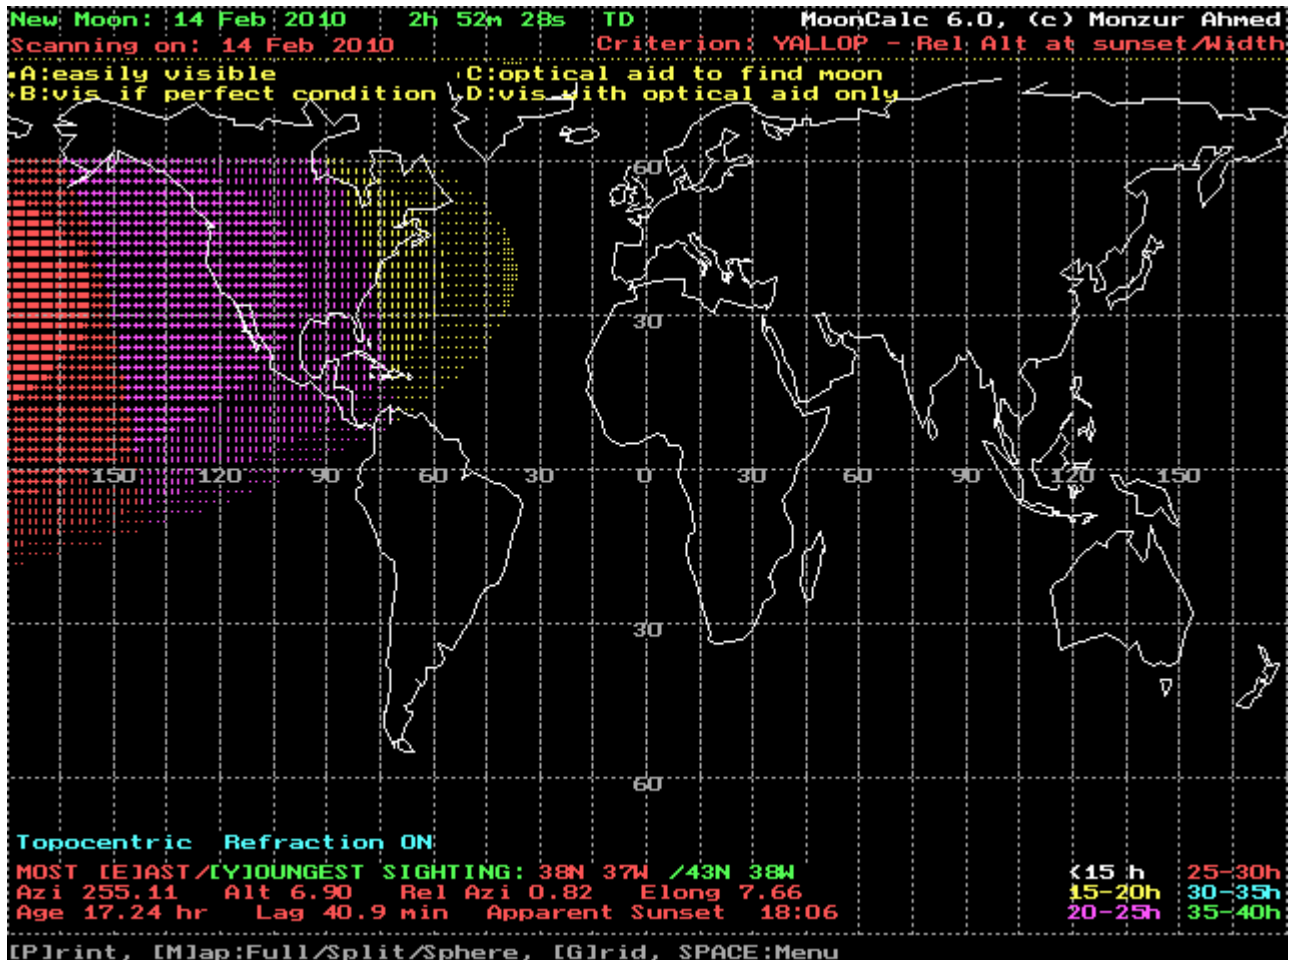 New Moon: 14 Feb 2010 2h 52m 28s TD MoonCalc 6.0, (c) Monzur Ahmed
Scanning on: 14 Feb 2010 Criterion: YALLOP - Rel Alt at sunset/Width
A:easily visible C:optical aid to find moon
B:vis if perfect condition D:vis with optical aid only
60
30
150 120 90 60 30 0 30 60 90 120 150
30
60
Topocentric Refraction ON
MOST [E]AST/[Y]OUNGEST SIGHTING: 38N 37W /43N 38W <15 h 25-30h
Azi 255.11 Alt 6.90 Rel Azi 0.82 Elong 7.66 15-20h 30-35h
Age 17.24 hr Lag 40.9 min Apparent Sunset 18:06 20-25h 35-40h
[P]rint, [M]ap:Full/Split/Sphere, [G]rid, SPACE:Menu